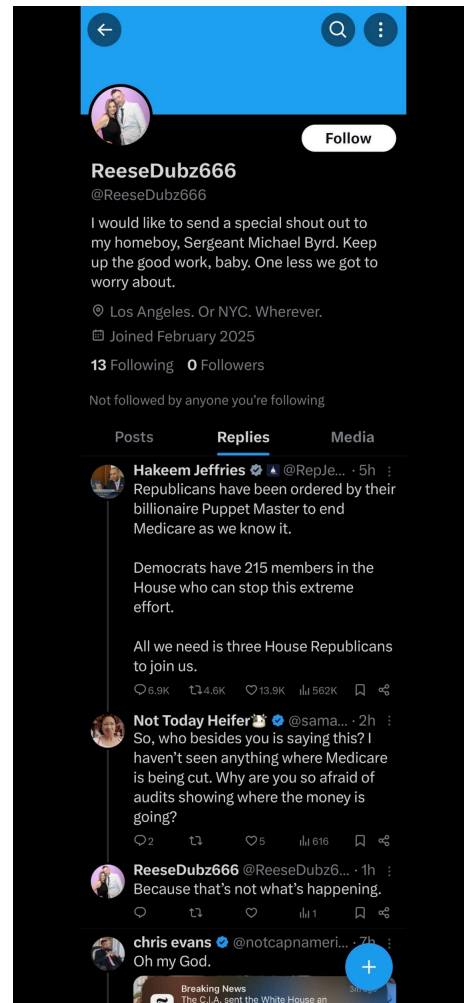 Follow
ReeseDubz666
@ReeseDubz666
I would like to send a special shout out to
my homeboy, Sergeant Michael Byrd. Keep
up the good work, baby. One less we got to
worry about.
Los Angeles. Or NYC. Wherever.
Joined February 2025
13 Following 0 Followers
Not followed by anyone you're following
Posts Replies Media
Hakeem Jeffries @RepJe... · 5h
Republicans have been ordered by their
billionaire Puppet Master to end
Medicare as we know it.
Democrats have 215 members in the
House who can stop this extreme
effort.
All we need is three House Republicans
to join us.
6.9K 4.6K 13.9K 562K
Not Today Heifer @sama... · 2h
So, who besides you is saying this? I
haven't seen anything where Medicare
is being cut. Why are you so afraid of
audits showing where the money is
going?
2 5 616
ReeseDubz666 @ReeseDubz6... · 1h
Because that's not what's happening.
1
chris evans @notcapnameri... · 7h
Oh my God.
Breaking News
The C.I.A. sent the White House an